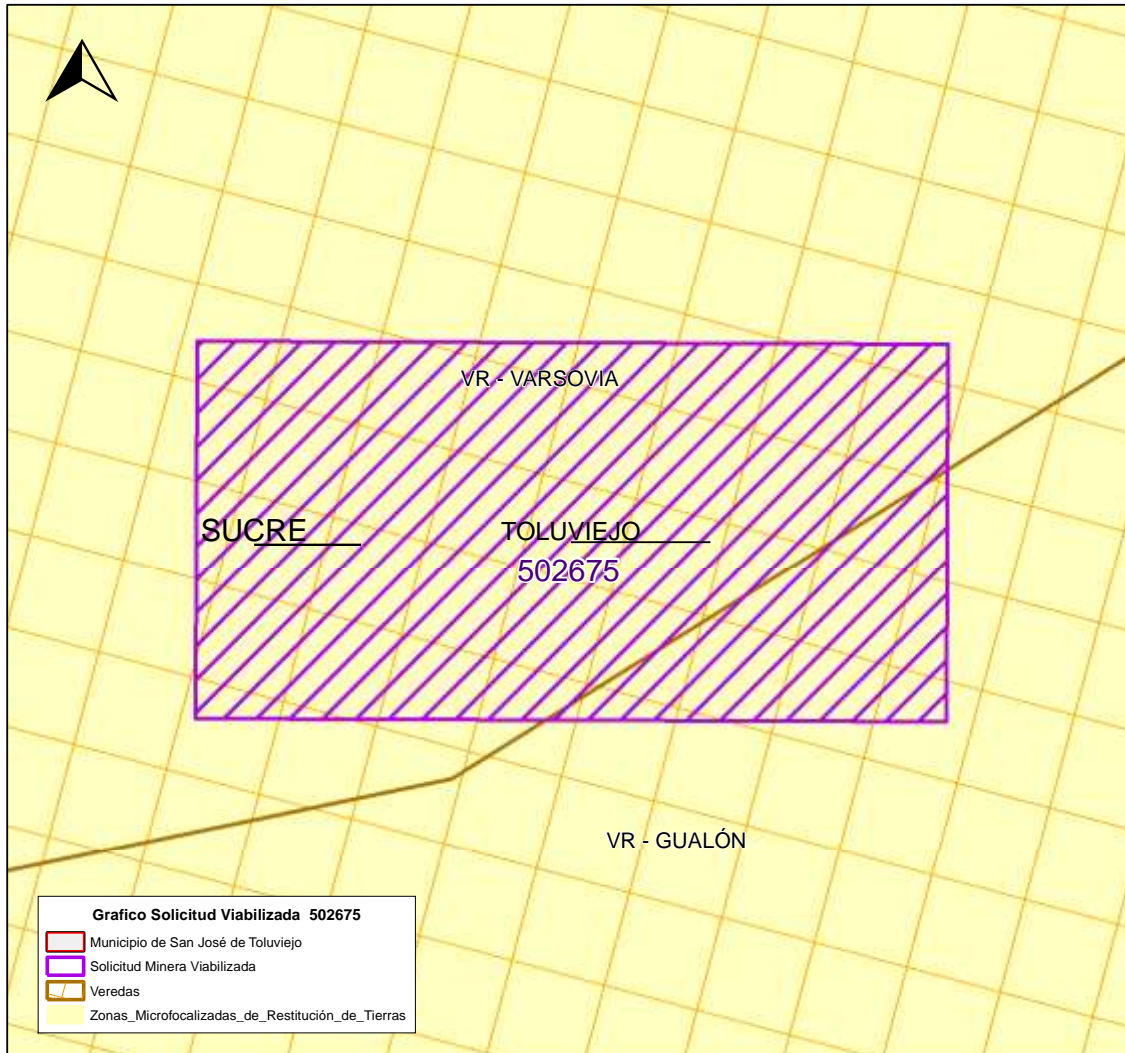 VR - VARSOVIA
SUCRE
TOLUVIEJO
502675
VR - GUALÓN
Grafico Solicitud Viabilizada 502675
Municipio de San José de Toluviejo
Solicitud Minera Viabilizada
Veredas
Zonas_Microfocalizadas_de_Restitución_de_Tierras